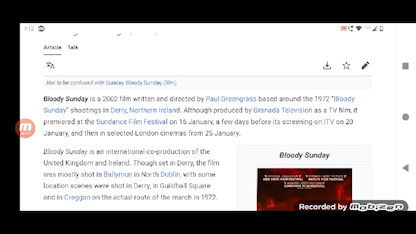 7:12
Article Talk
Not to be confused with Sunday Bloody Sunday (film).
Bloody Sunday is a 2002 film written and directed by Paul Greengrass based around the 1972 "Bloody
Sunday" shootings in Derry, Northern Ireland. Although produced by Granada Television as a TV film, it
premiered at the Sundance Film Festival on 16 January, a few days before its screening on ITV on 20
January, and then in selected London cinemas from 25 January.
Bloody Sunday is an international co-production of the
United Kingdom and Ireland. Though set in Derry, the film
was mostly shot in Ballymun in North Dublin, with some
location scenes were shot in Derry, in Guildhall Square
and in Creggan on the actual route of the march in 1972.
Bloody Sunday
Recorded by Mobizen